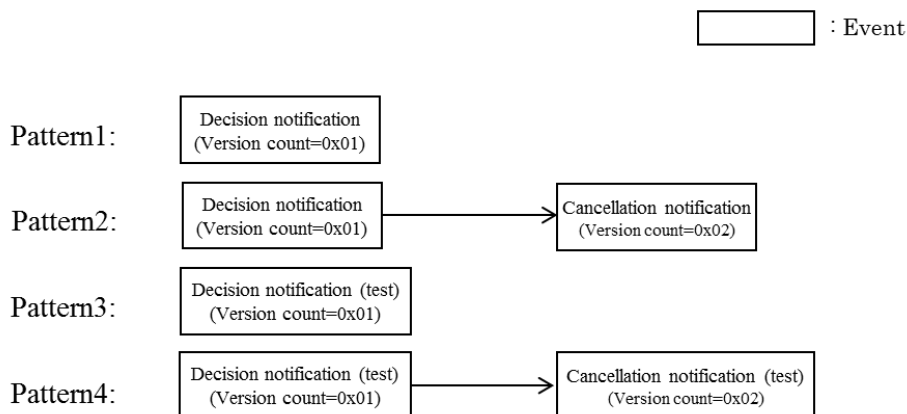 : Event
Pattern1:
Decision notification
(Version count=0x01)
Pattern2:
Decision notification
(Version count=0x01)
Cancellation notification
(Version count=0x02)
Pattern3:
Decision notification (test)
(Version count=0x01)
Pattern4:
Decision notification (test)
(Version count=0x01)
Cancellation notification (test)
(Version count=0x02)